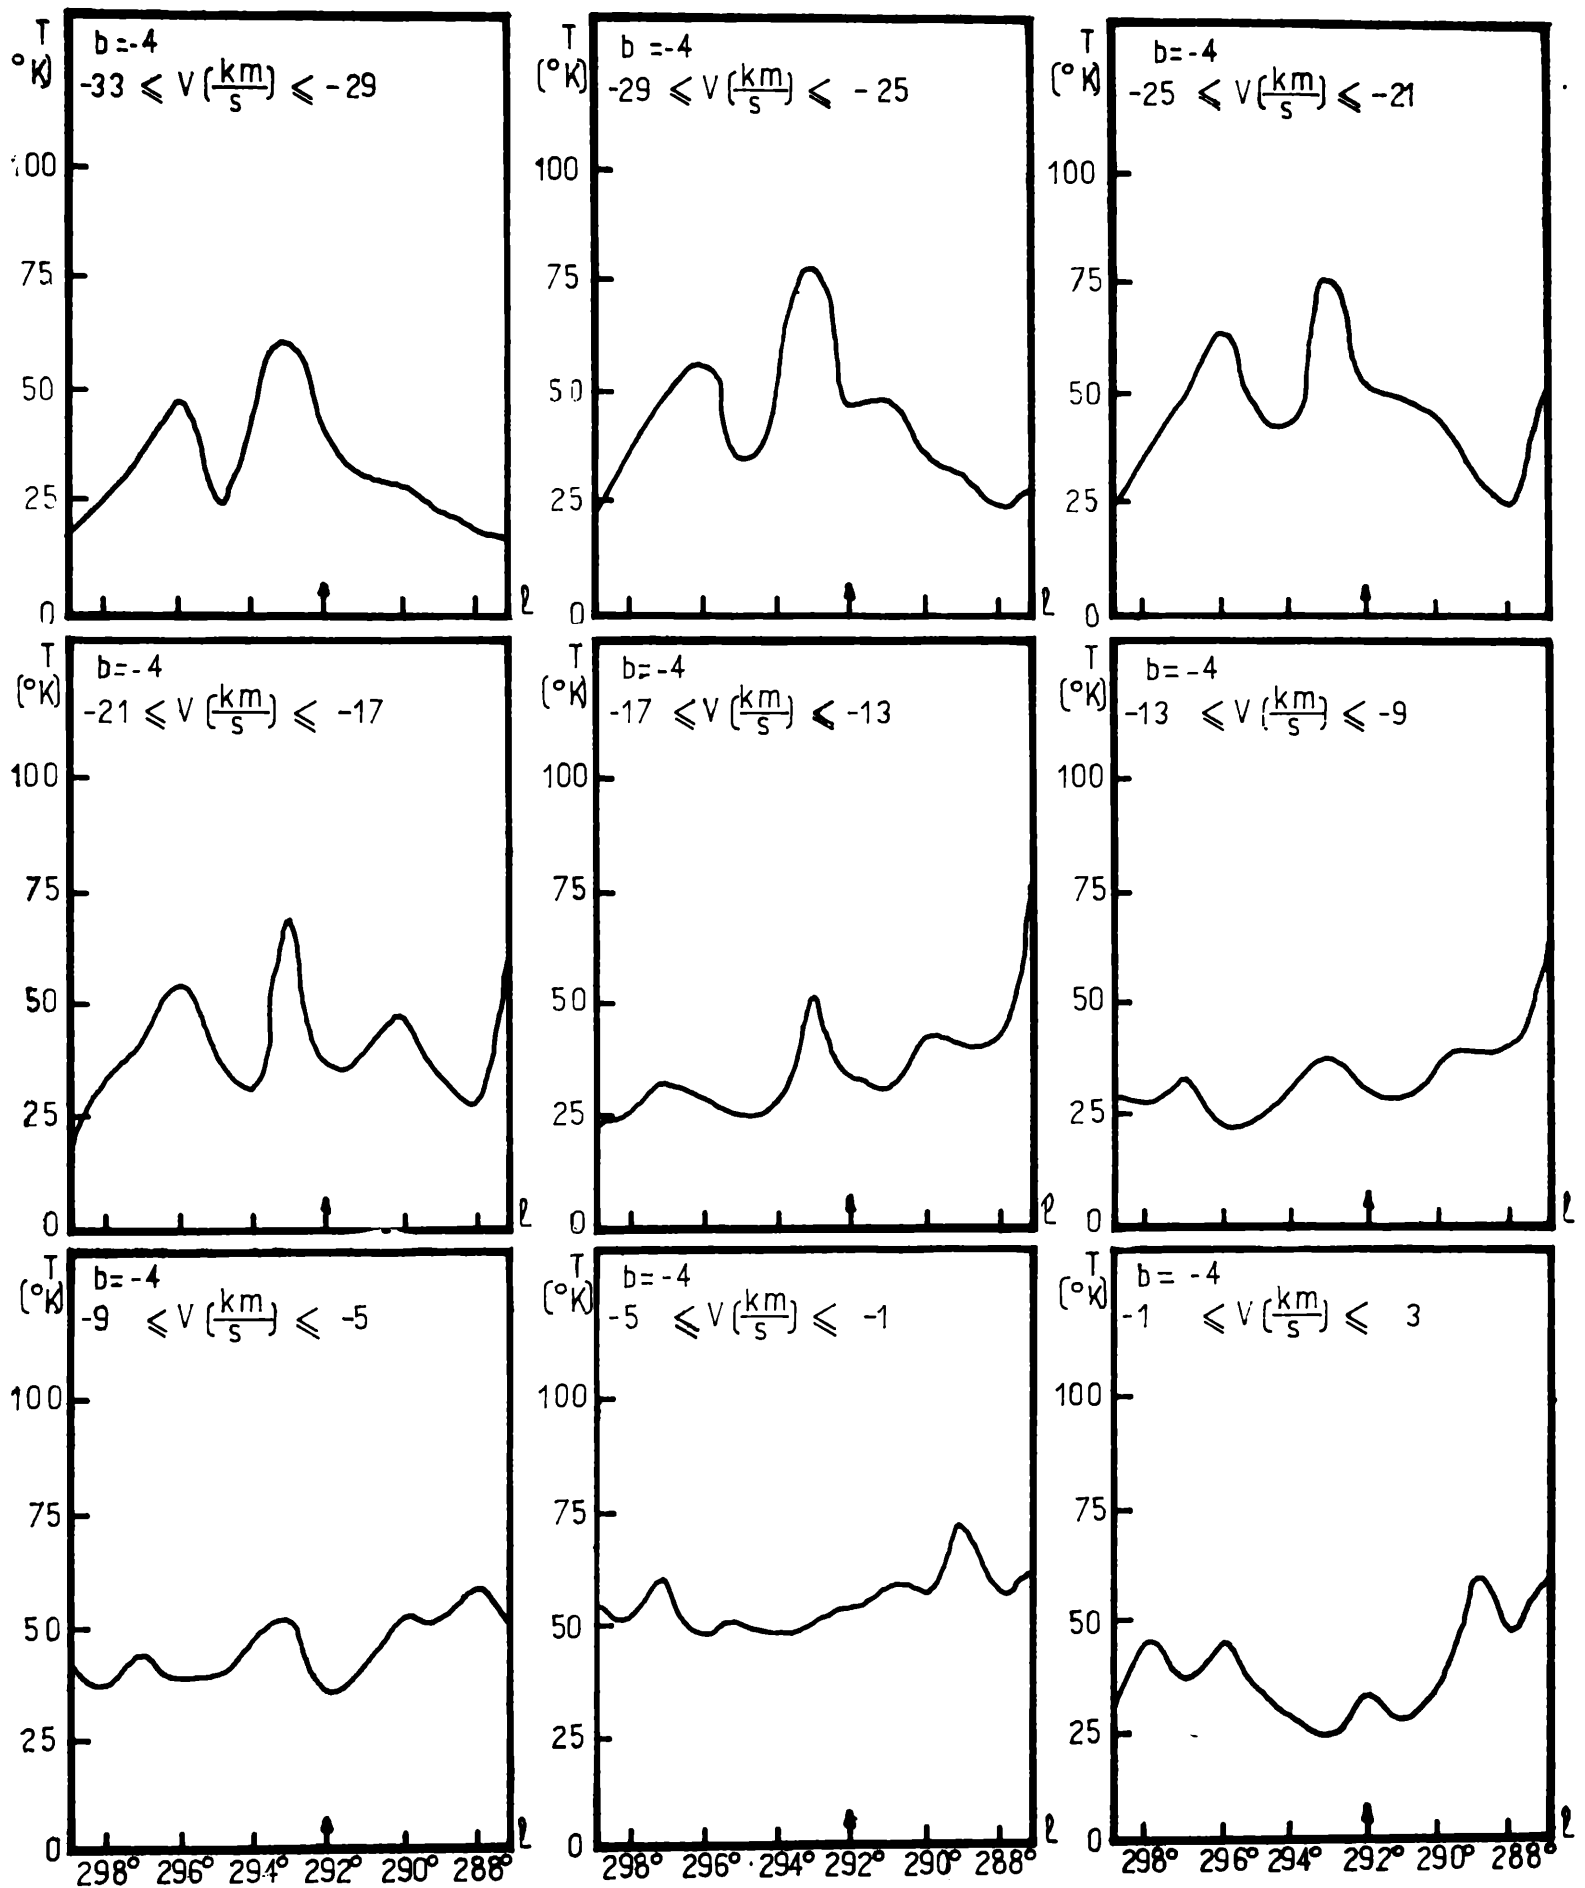 T
°K)
b=-4
-33 ⩽ V (km/s) ⩽ -29
100
75
50
25
0
ℓ
T
(°K)
b =-4
-29 ⩽ V (km/s) ⩽ -25
100
75
50
25
0
ℓ
T
(°K)
b=-4
-25 ⩽ V (km/s) ⩽ -21
100
75
50
25
0
ℓ
T
(°K)
b=-4
-21 ⩽ V (km/s) ⩽ -17
100
75
50
25
0
ℓ
T
(°K)
b=-4
-17 ⩽ V (km/s) ⩽ -13
100
75
50
25
0
ℓ
T
(°K)
b=-4
-13 ⩽ V (km/s) ⩽ -9
100
75
50
25
0
ℓ
T
(°K)
b=-4
-9 ⩽ V (km/s) ⩽ -5
100
75
50
25
0
ℓ
298° 296° 294° 292° 290° 288°
T
(°K)
b=-4
-5 ⩽ V (km/s) ⩽ -1
100
75
50
25
0
ℓ
298° 296° 294° 292° 290° 288°
T
(°K)
b= -4
-1 ⩽ V (km/s) ⩽ 3
100
75
50
25
0
ℓ
298° 296° 294° 292° 290° 288°